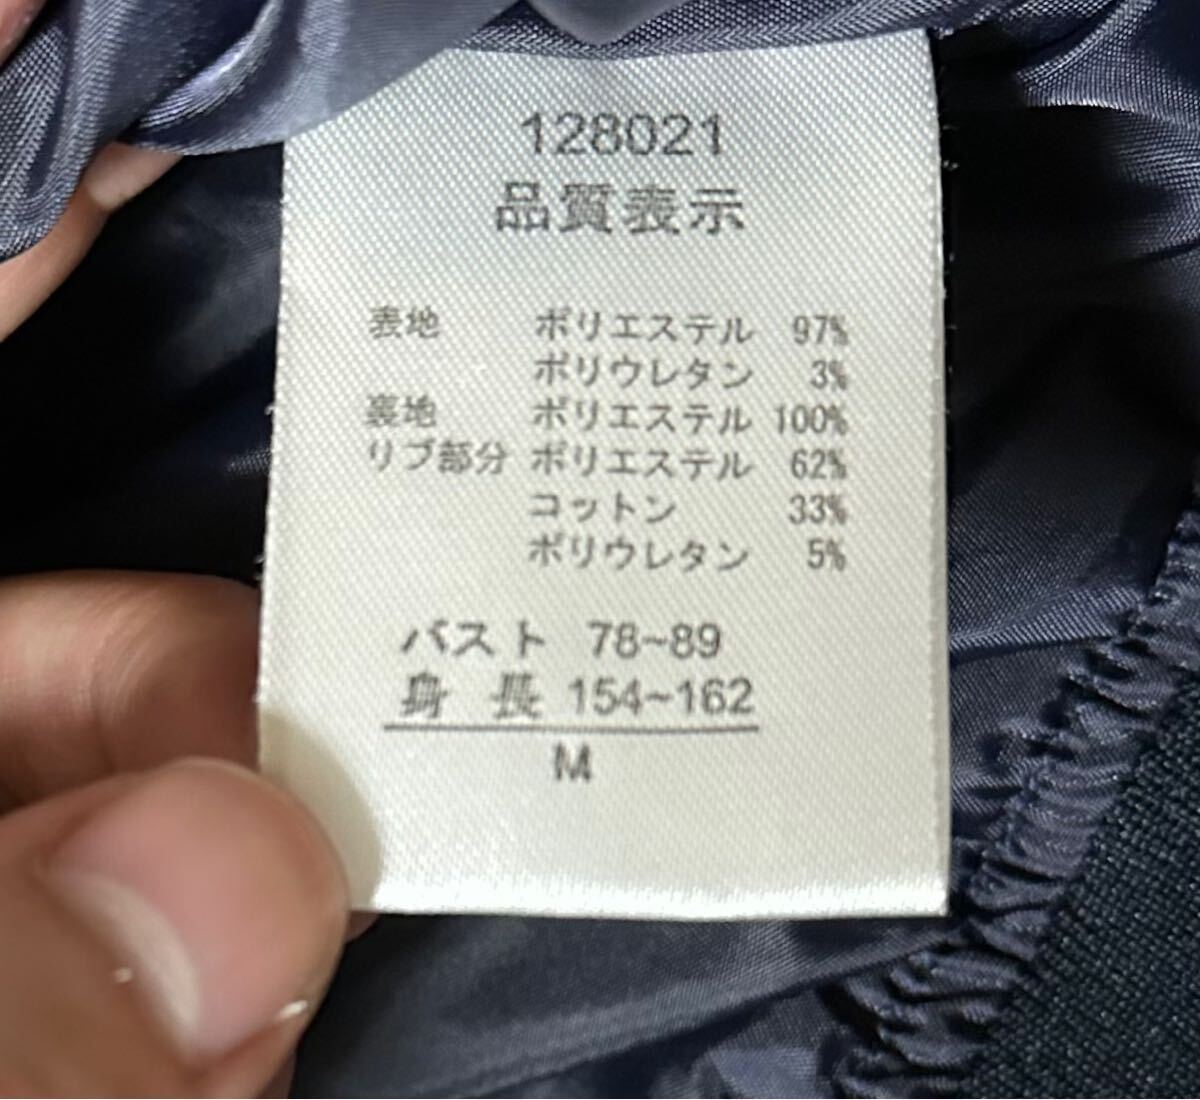 128021
品質表示
表地 ポリエステル 97%
ポリウレタン 3%
裏地 ポリエステル 100%
リブ部分 ポリエステル 62%
コットン 33%
ポリウレタン 5%
バスト 78~89
身 長 154~162
M